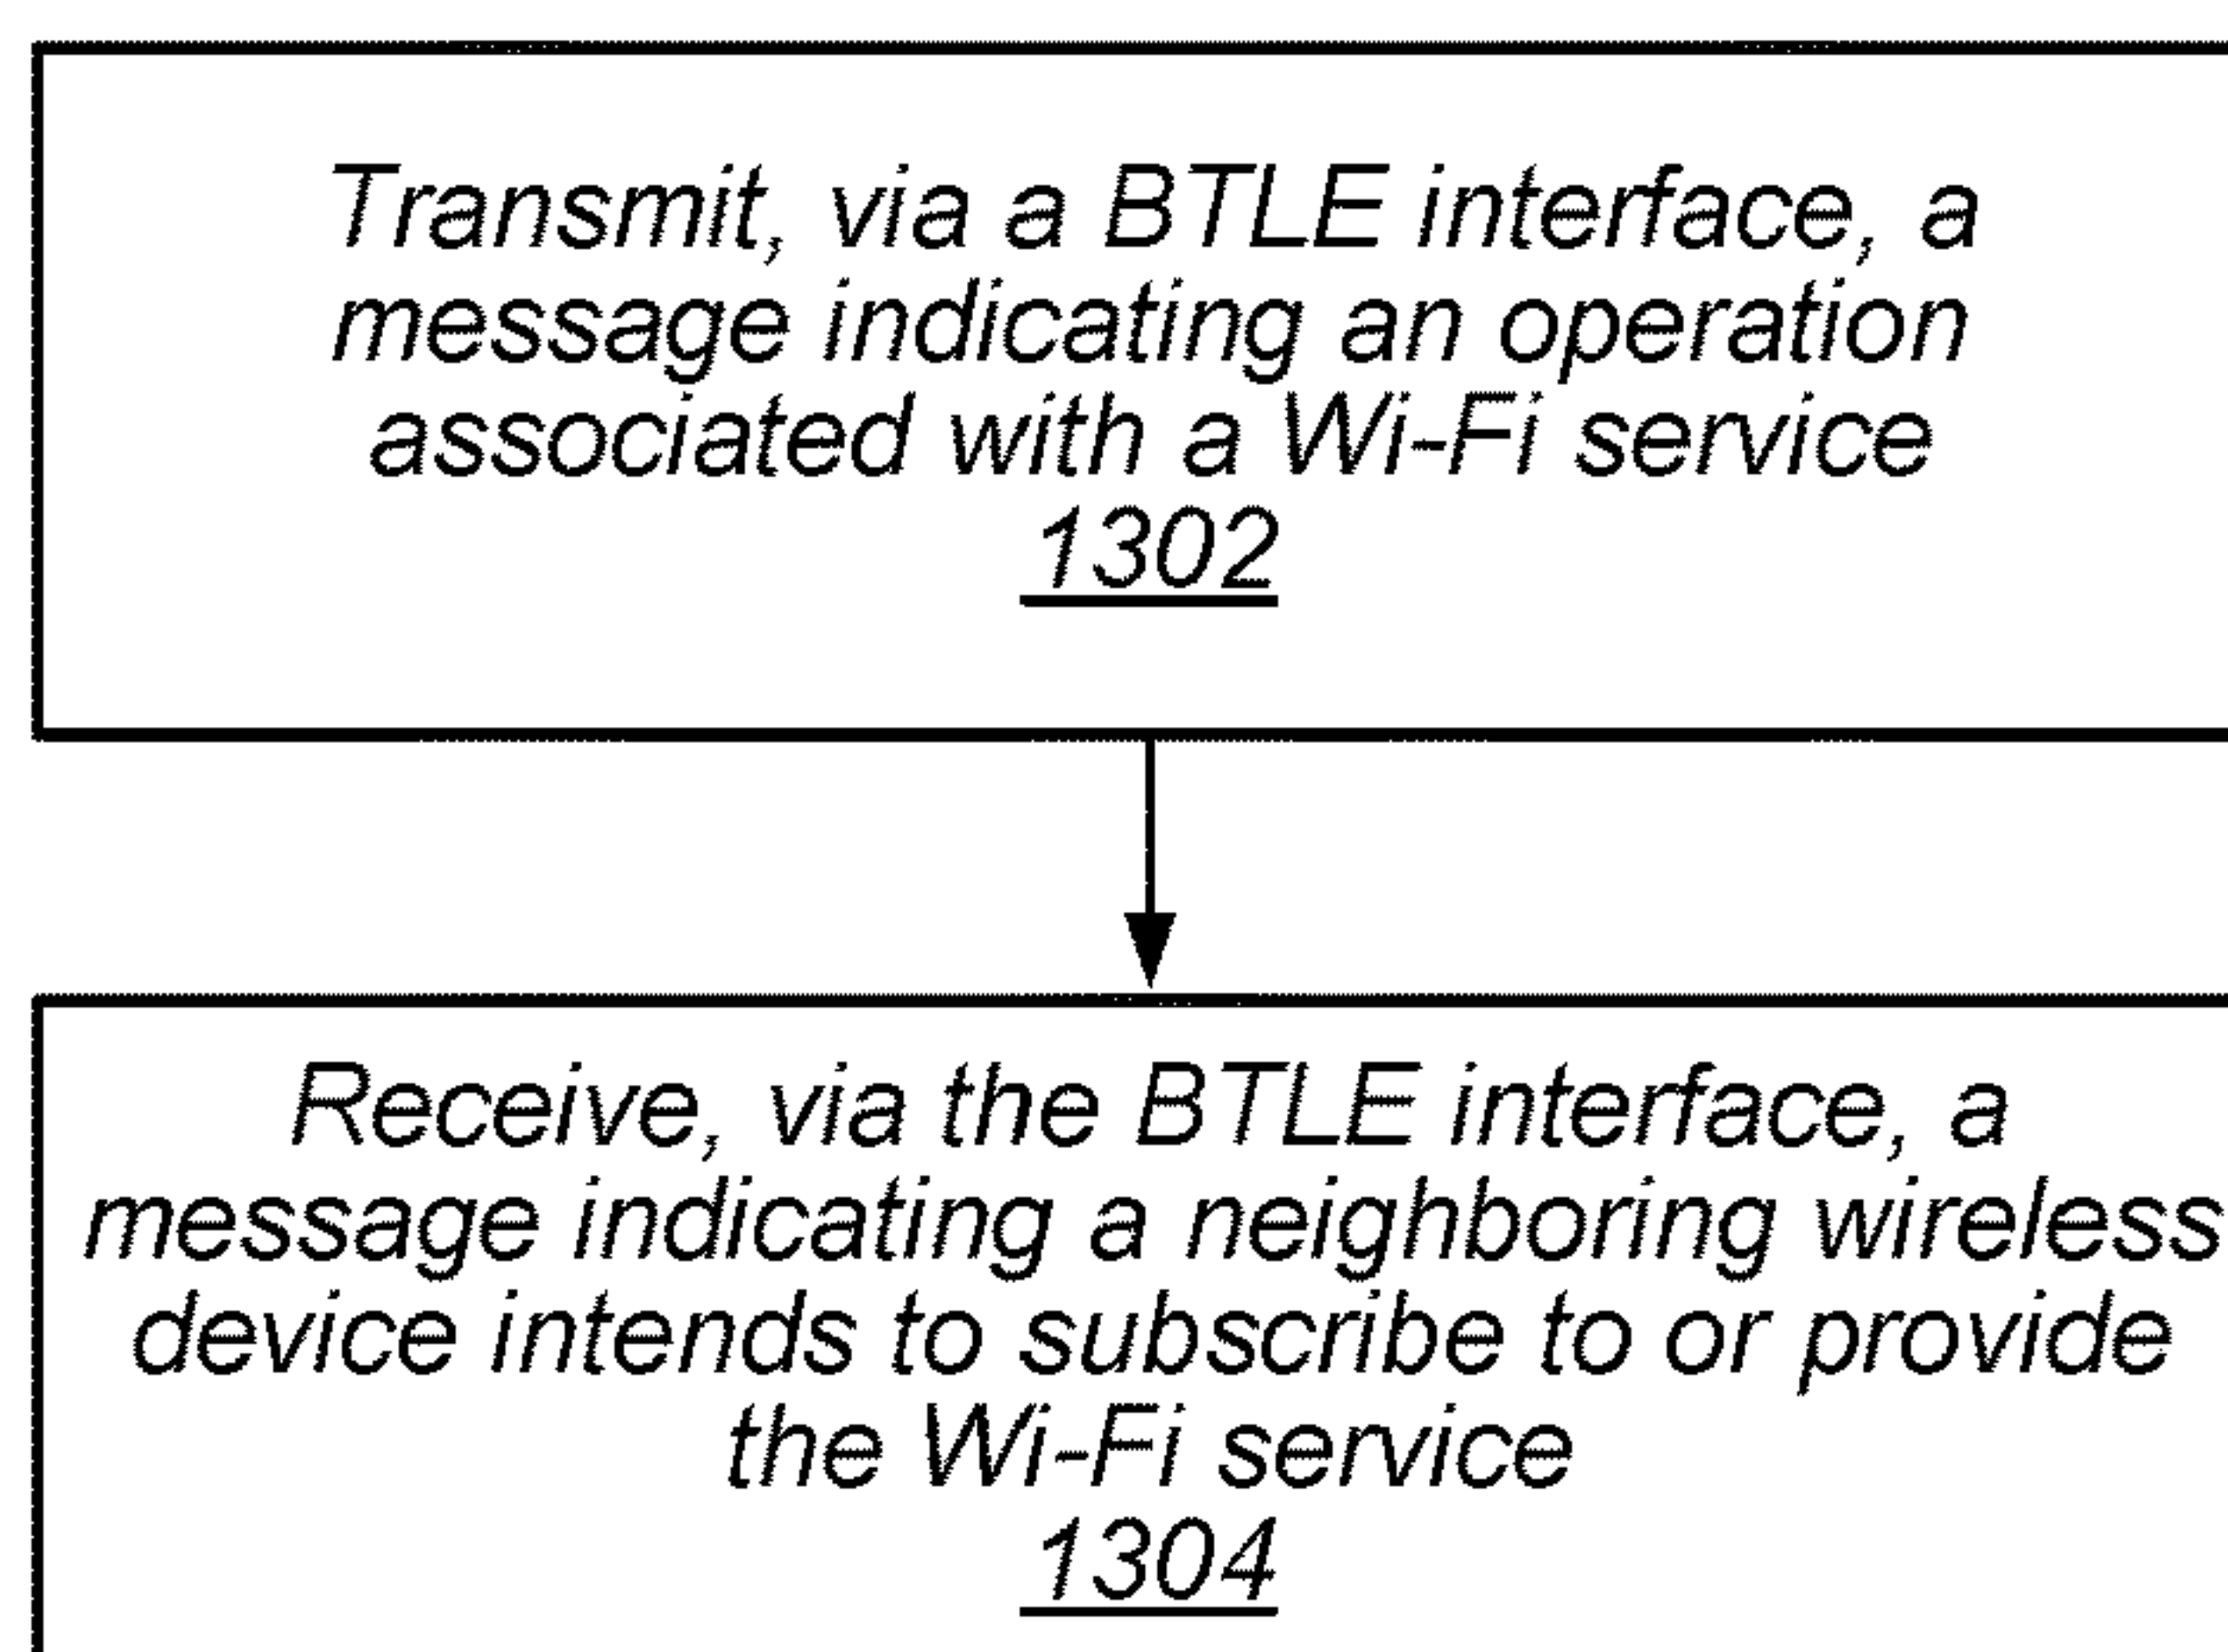 Transmit, via a BTLE interface, a
message indicating an operation
associated with a Wi-Fi service
1302
Receive, via the BTLE interface, a
message indicating a neighboring wireless
device intends to subscribe to or provide
the Wi-Fi service
1304